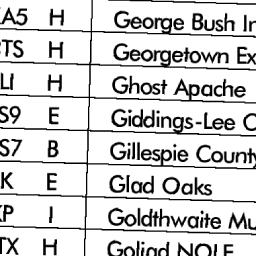 A5 H George Bush In
TS H Georgetown Ex
LI H Ghost Apache
S9 E Giddings-Lee C
S7 B Gillespie County
K E Glad Oaks
P I Goldthwaite Mu
TX H Goliad NOLF